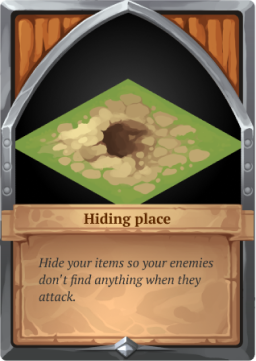 Hiding place
Hide your items so your enemies
don't find anything when they
attack.